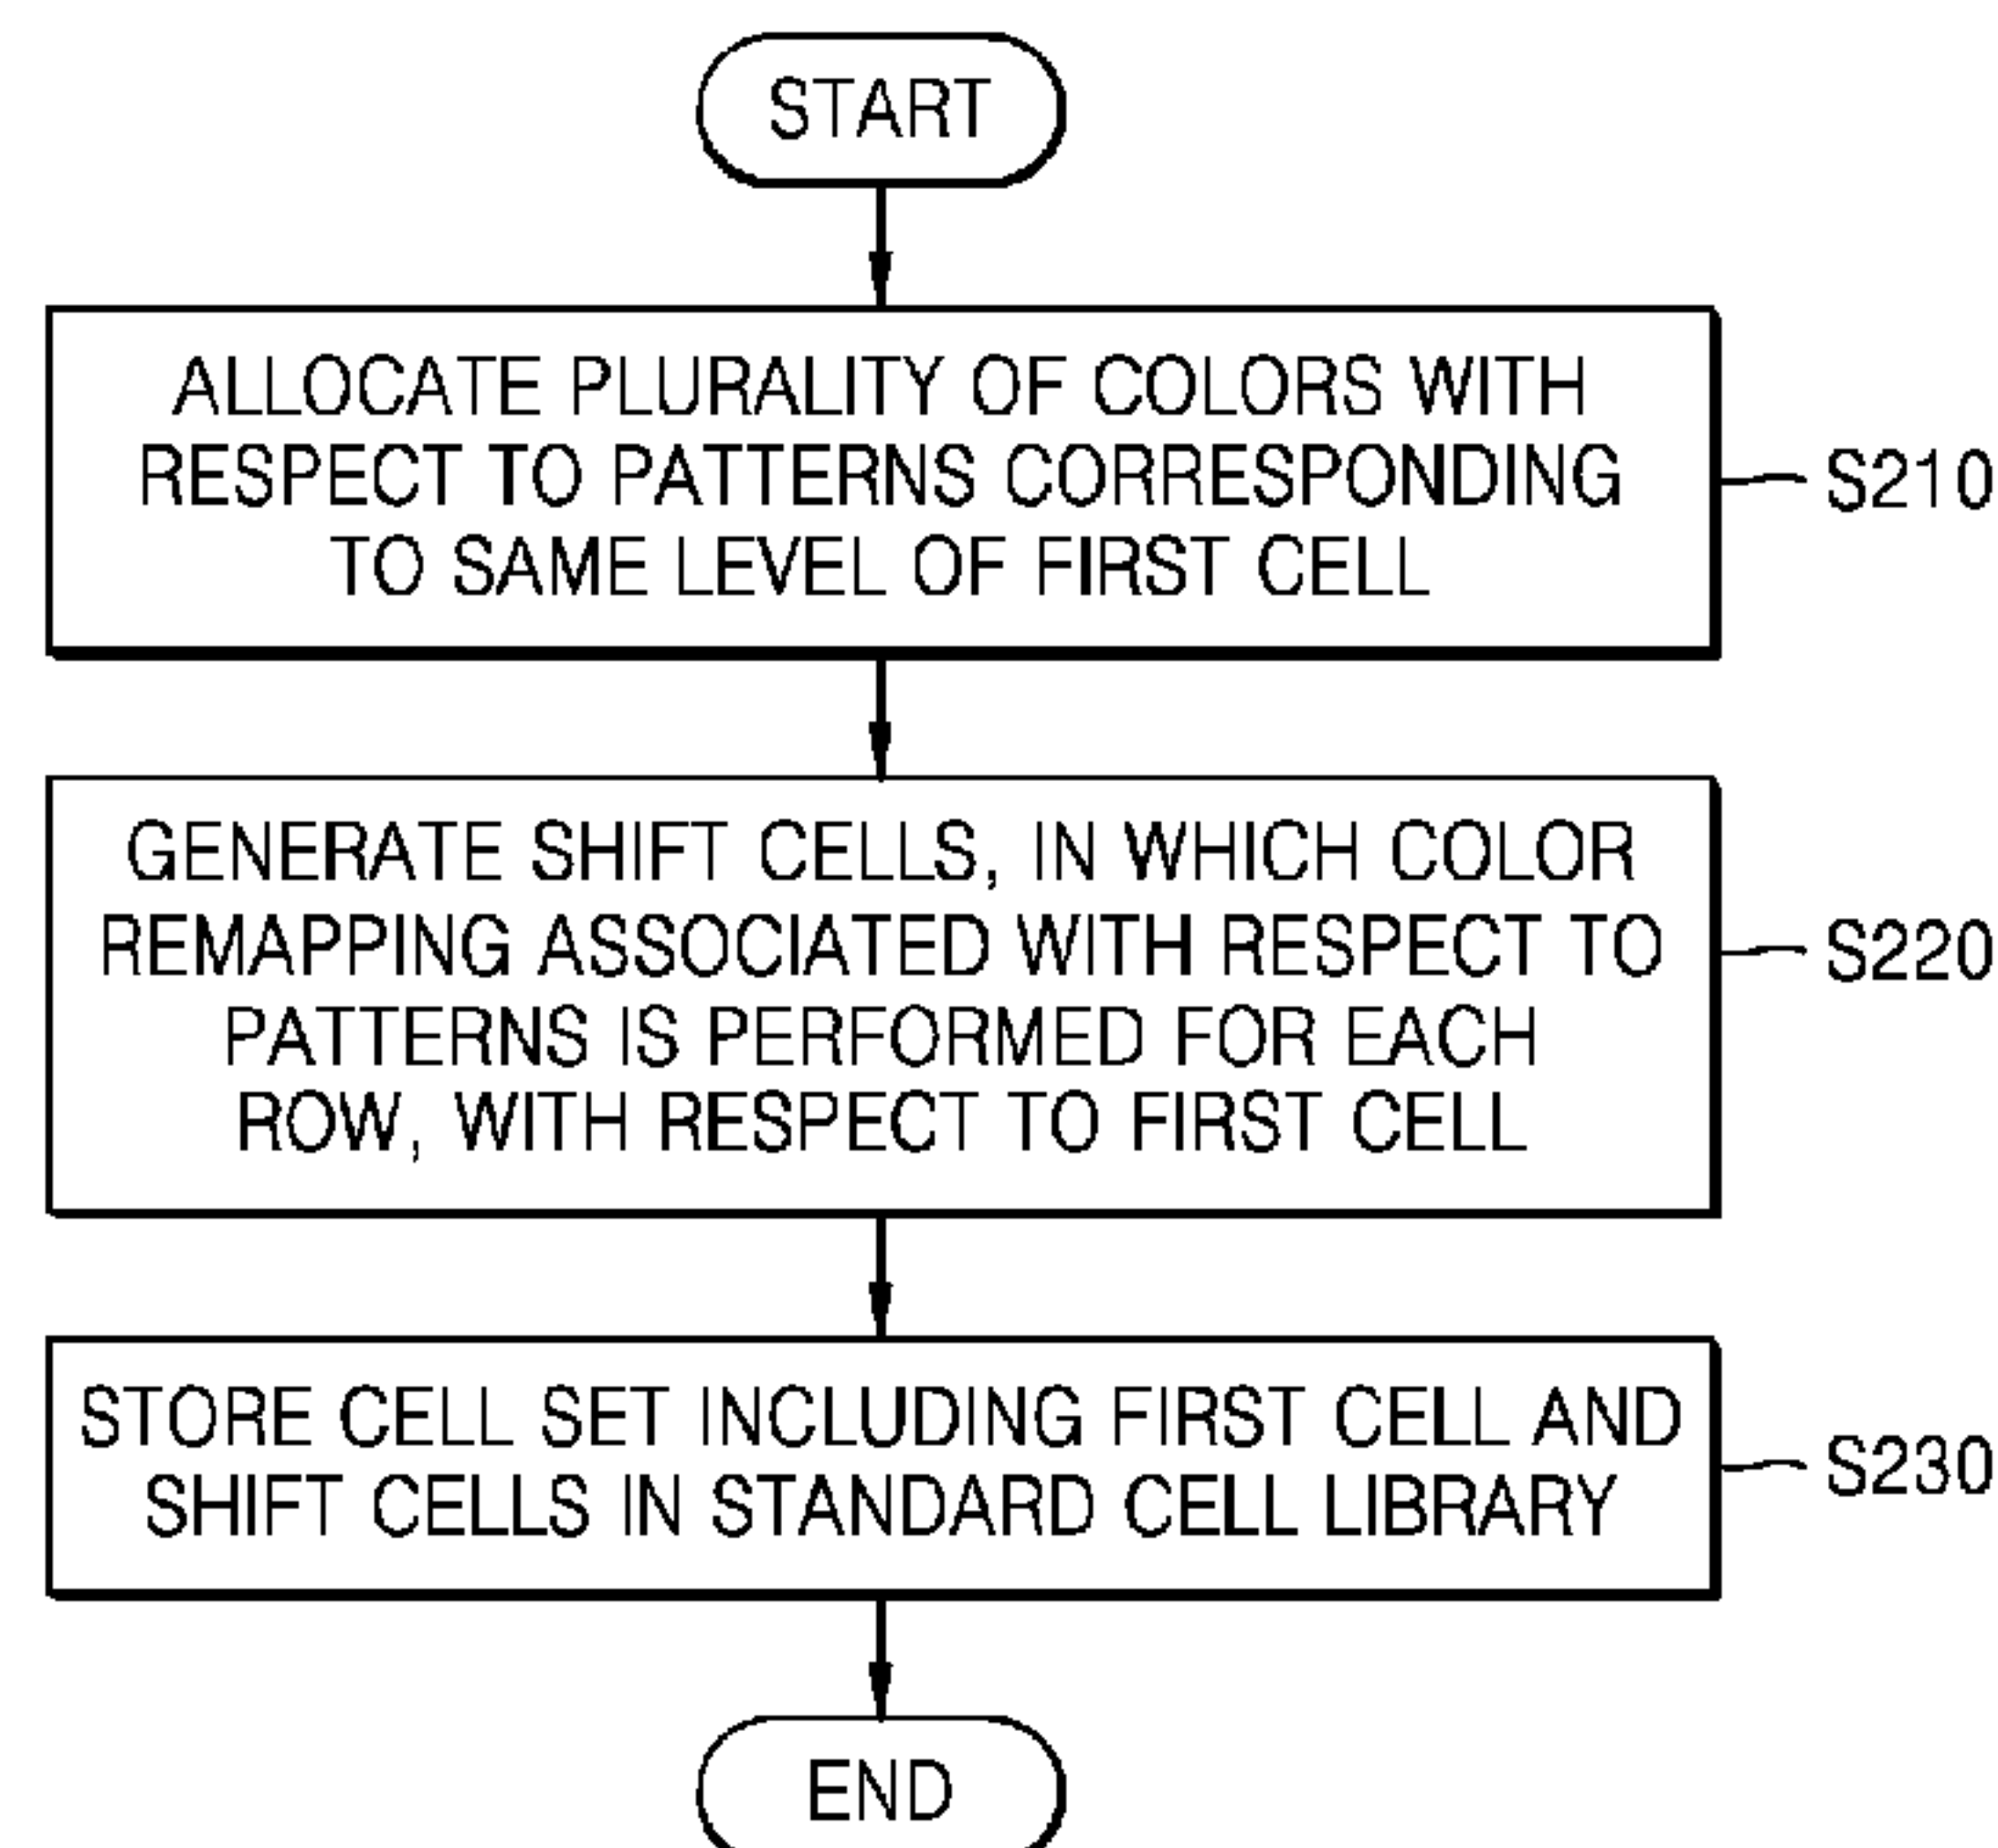 START
ALLOCATE PLURALITY OF COLORS WITH
RESPECT TO PATTERNS CORRESPONDING
TO SAME LEVEL OF FIRST CELL
S210
GENERATE SHIFT CELLS, IN WHICH COLOR
REMAPPING ASSOCIATED WITH RESPECT TO
PATTERNS IS PERFORMED FOR EACH
ROW, WITH RESPECT TO FIRST CELL
S220
STORE CELL SET INCLUDING FIRST CELL AND
SHIFT CELLS IN STANDARD CELL LIBRARY
S230
END